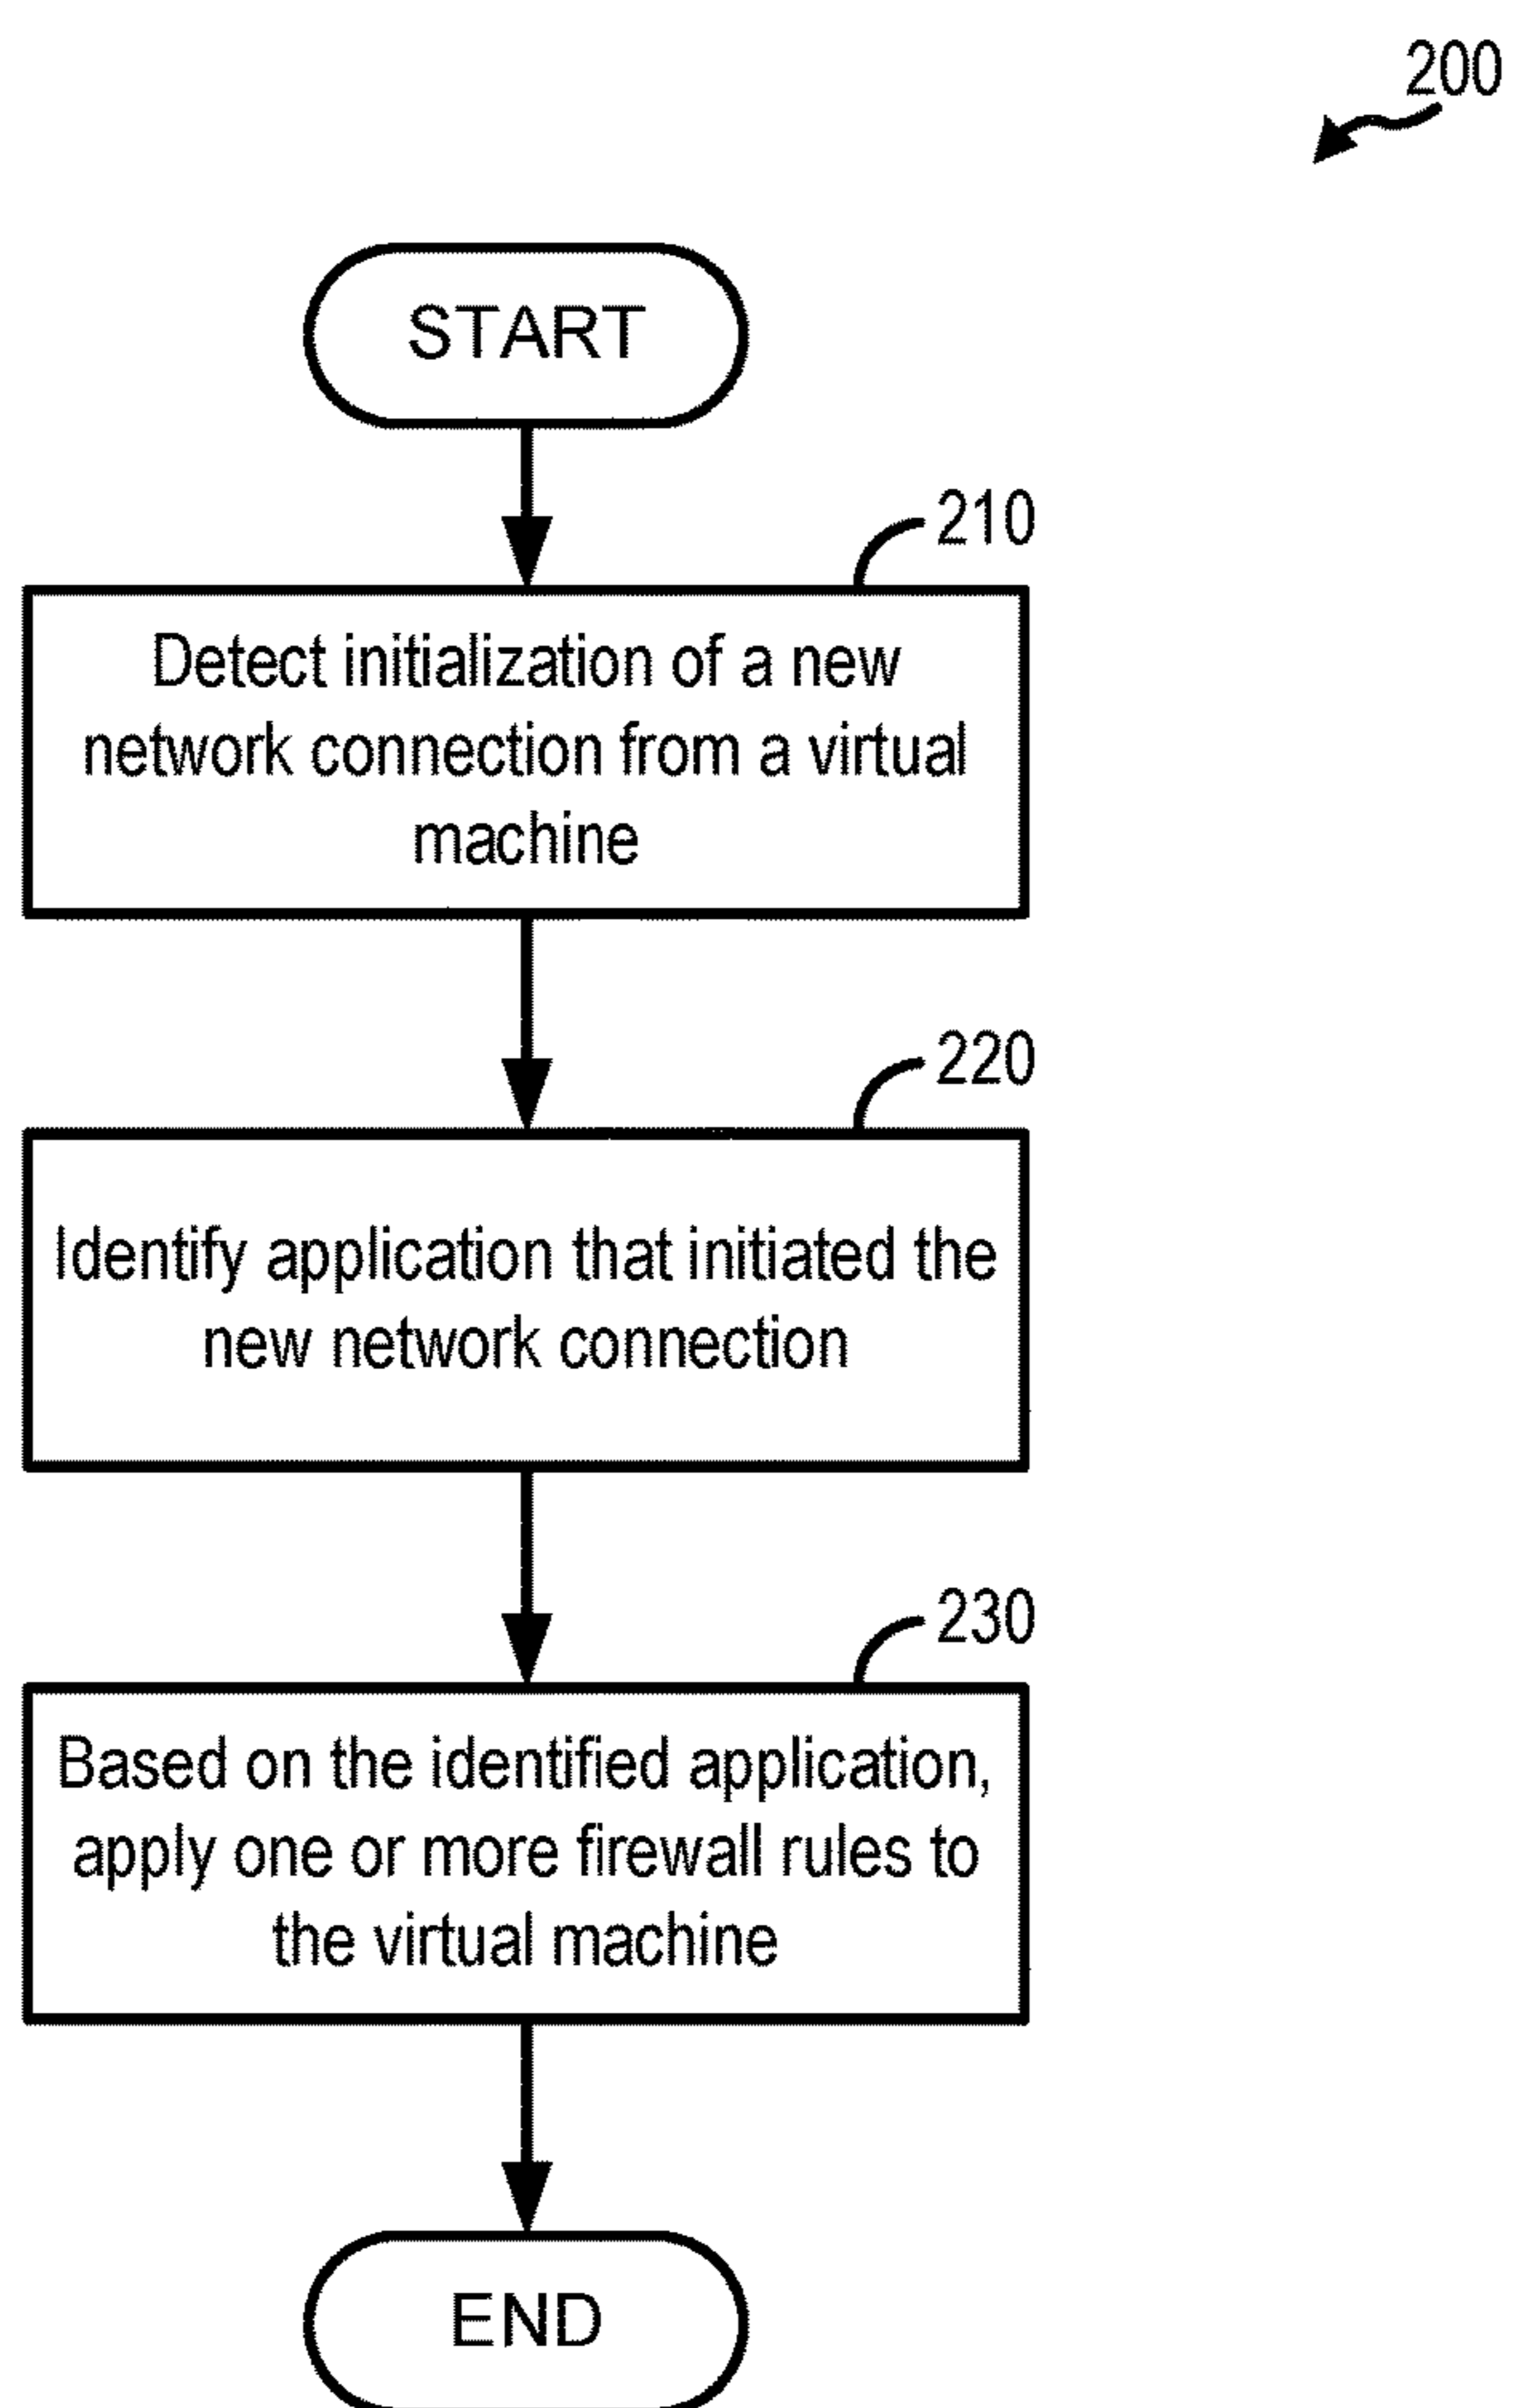 200
START
210
Detect initialization of a new
network connection from a virtual
machine
220
Identify application that initiated the
new network connection
230
Based on the identified application,
apply one or more firewall rules to
the virtual machine
END